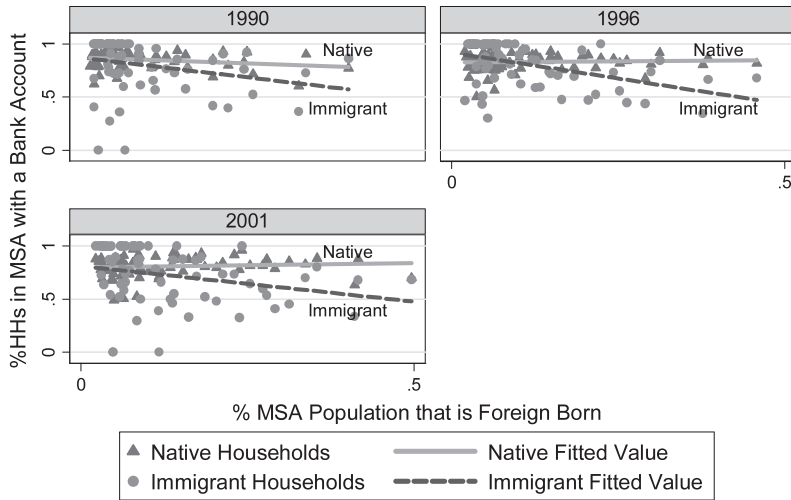 1990
1996
Native
Immigrant
Native
Immigrant
1
.5
0
0
.5
2001
Native
Immigrant
1
.5
0
0
.5
%HHs in MSA with a Bank Account
% MSA Population that is Foreign Born
Native Households
Native Fitted Value
Immigrant Households
Immigrant Fitted Value